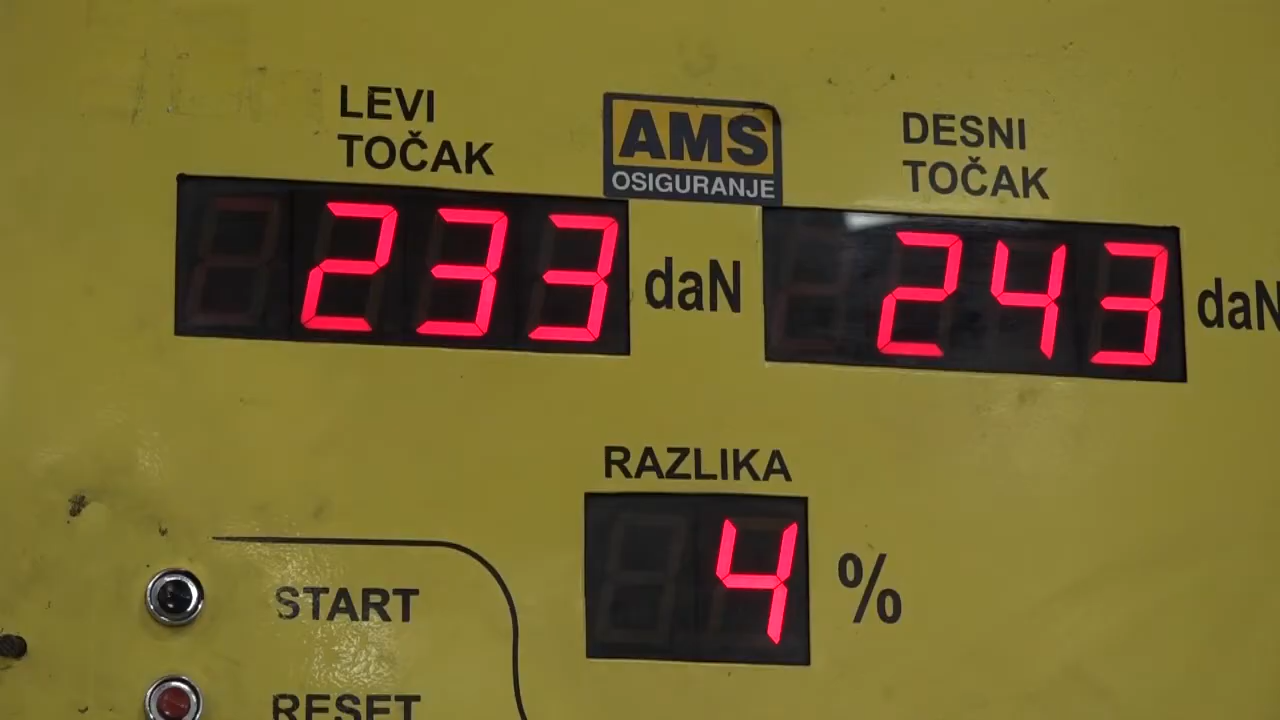 LEVI
TOČAK
AMS
OSIGURANJE
DESNI
TOČAK
233 daN
243 daN
RAZLIKA
4 %
START
RESET